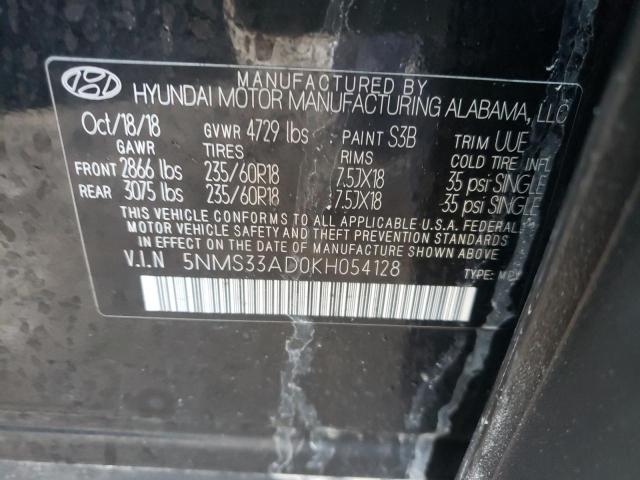 MANUFACTURED BY
HYUNDAI MOTOR MANUFACTURING ALABAMA, LLC
Oct/18/18 GVWR 4729 lbs PAINT S3B TRIM UUE
GAWR TIRES RIMS COLD TIRE INFL.
FRONT 2866 lbs 235/60R18 7.5JX18 35 psi SINGLE
REAR 3075 lbs 235/60R18 7.5JX18 35 psi SINGLE
THIS VEHICLE CONFORMS TO ALL APPLICABLE U.S.A. FEDERAL
MOTOR VEHICLE SAFETY STANDARDS
IN EFFECT ON THE DATE OF MANUFACTURE SHOWN ABOVE
V.I.N 5NMS33AD0KH054128 TYPE: